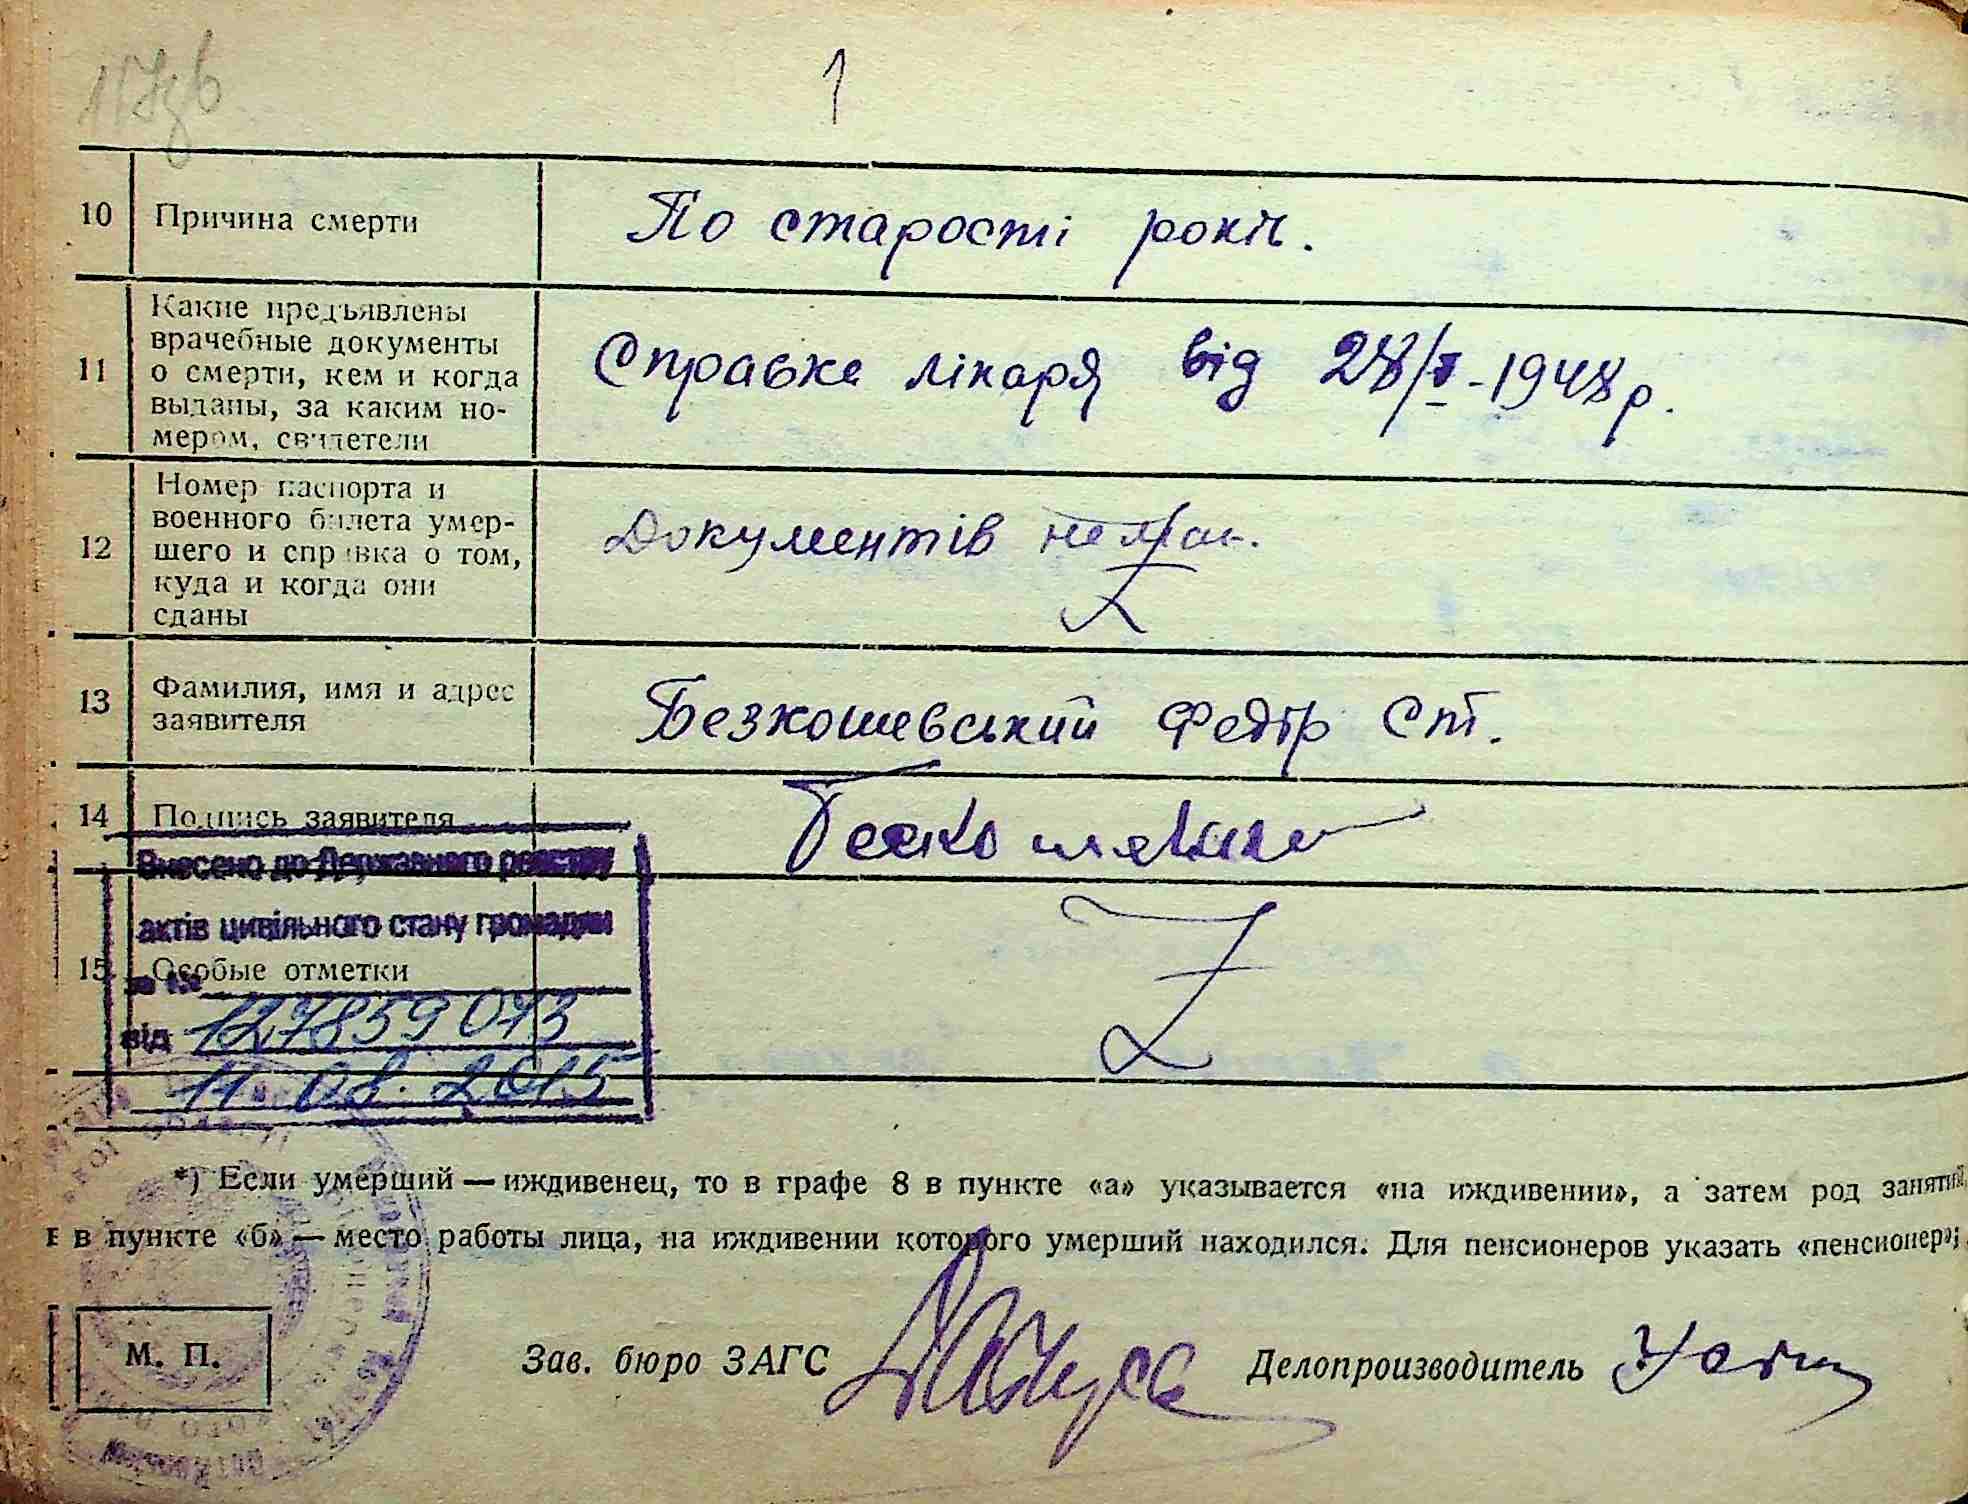 1
10 Причина смерти По старості років.
11 Какие предъявлены
врачебные документы
о смерти, кем и когда
выданы, за каким но-
мером, свидетели
Справка лікаря від 28/I-1948 р.
12 Номер паспорта и
военного билета умер-
шего и справка о том,
куда и когда они
сданы
Документів немає.
13 Фамилия, имя и адрес
заявителя
Безкошевський Федір Ст.
14 Подпись заявителя
Внесено до Державного реєстру
актів цивільного стану громадян
15 Особые отметки
за №
від 127859073
11.08.2015
*) Если умерший — иждивенец, то в графе 8 в пункте «а» указывается «на иждивении», а затем род занятий,
в пункте «б» — место работы лица, на иждивении которого умерший находился. Для пенсионеров указать «пенсионер»;
М. П. Зав. бюро ЗАГС Делопроизводитель